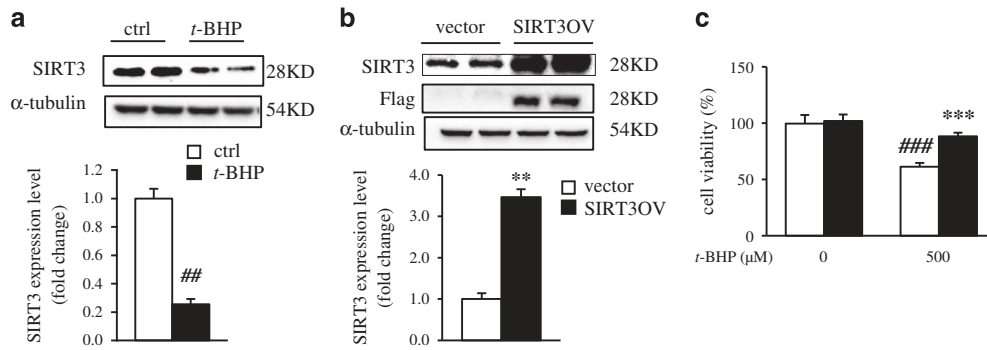 a
ctrl t-BHP
SIRT3 28KD
α-tubulin 54KD
ctrl
t-BHP
SIRT3 expression level
(fold change)
1.2
1.0
0.8
0.6
0.4
0.2
0.0
##
b
vector SIRT3OV
SIRT3 28KD
Flag 28KD
α-tubulin 54KD
vector
SIRT3OV
SIRT3 expression level
(fold change)
4.0
3.0
2.0
1.0
0.0
**
c
cell viability (%)
150
100
50
0
###
***
t-BHP (μM) 0 500